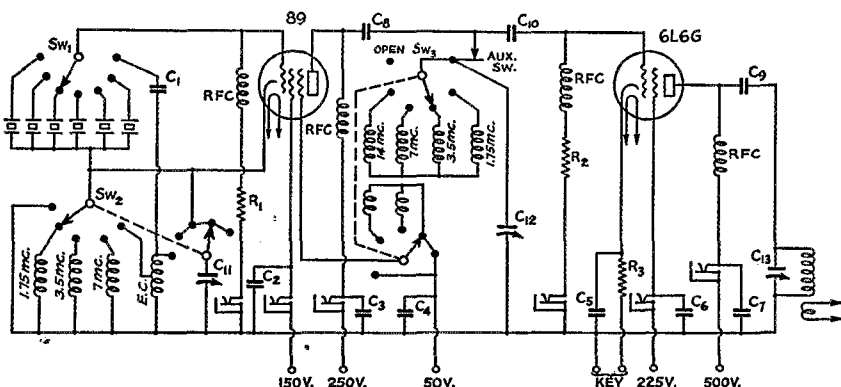 89
6L6G
SW1
C1
RFC
RFC
C8
OPEN
SW3
AUX. SW.
C10
RFC
C9
RFC
14 mc.
7 mc.
3.5 mc.
1.75 mc.
R1
R2
R3
SW2
C11
C12
C13
1.75 mc.
3.5 mc.
7 mc.
E.C.
C2
C3
C4
C5
C6
C7
150V.
250V.
50V.
KEY
225V.
500V.